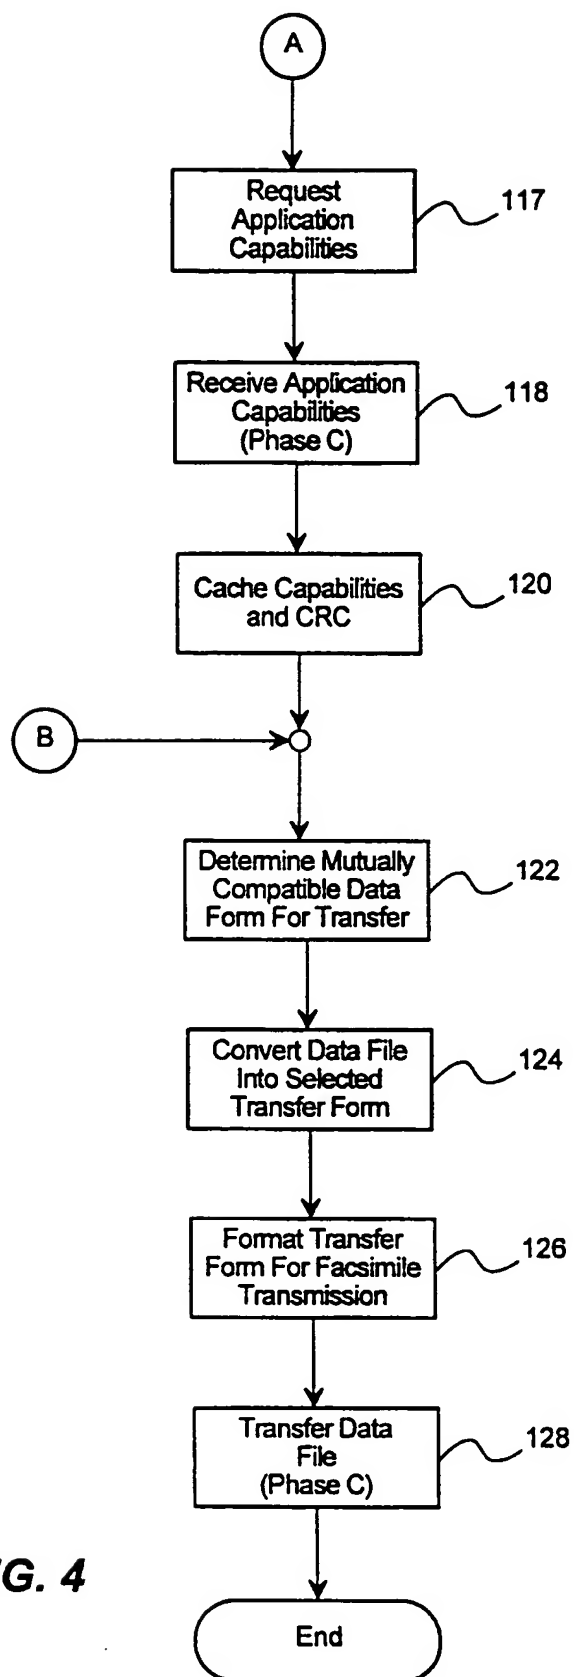 A
Request
Application
Capabilities
117
Receive Application
Capabilities
(Phase C)
118
Cache Capabilities
and CRC
120
B
Determine Mutually
Compatible Data
Form For Transfer
122
Convert Data File
Into Selected
Transfer Form
124
Format Transfer
Form For Facsimile
Transmission
126
Transfer Data
File
(Phase C)
128
G. 4
End